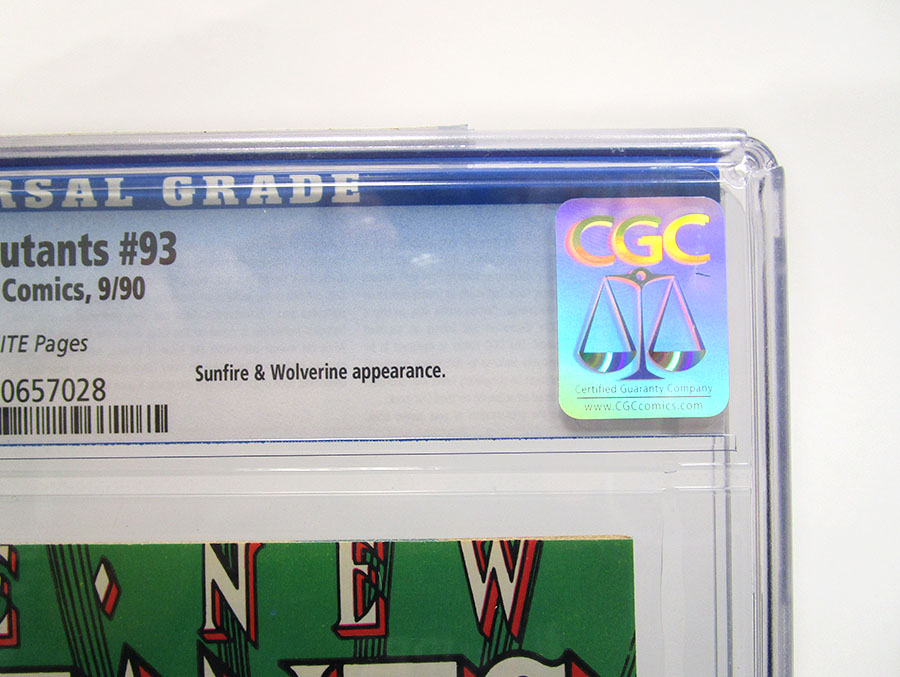 RSAL GRADE
utants #93
Comics, 9/90
ITE Pages
0657028
Sunfire & Wolverine appearance.
CGC
Certified Guaranty Company
www.CGCcomics.com
E · NEW